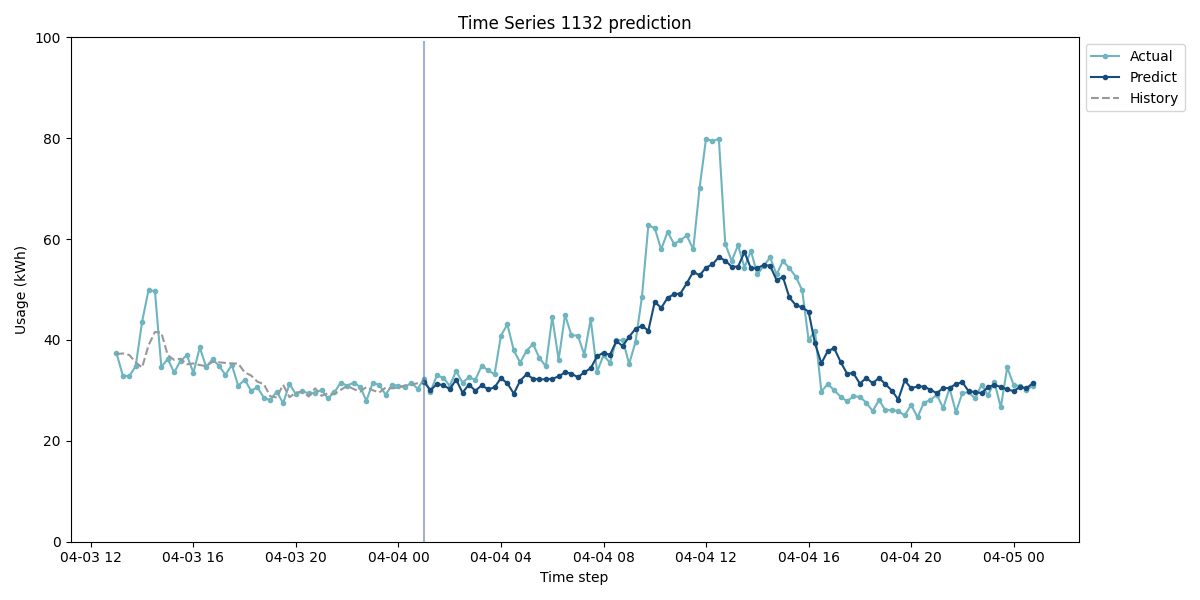 Time Series 1132 prediction
100
80
60
40
20
0
Usage (kWh)
04-03 12
04-03 16
04-03 20
04-04 00
04-04 04
04-04 08
04-04 12
04-04 16
04-04 20
04-05 00
Time step
Actual
Predict
History